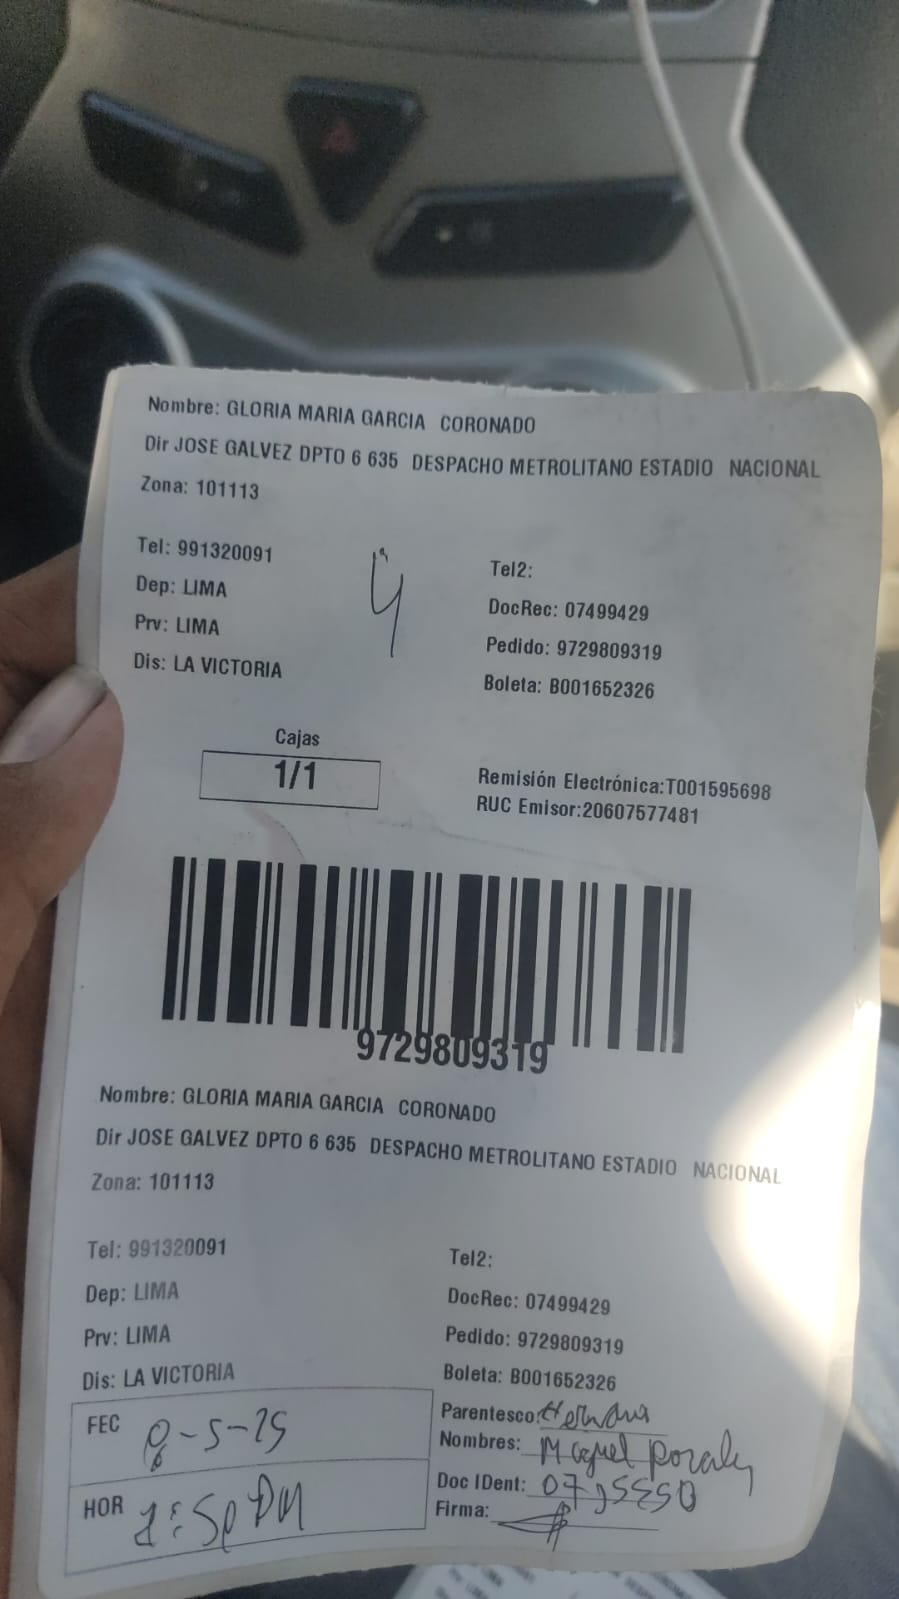 Nombre: GLORIA MARIA GARCIA CORONADO
Dir JOSE GALVEZ DPTO 6 635 DESPACHO METROLITANO ESTADIO NACIONAL
Zona: 101113
Tel: 991320091
Dep: LIMA
Prv: LIMA
Dis: LA VICTORIA
Tel2:
DocRec: 07499429
Pedido: 9729809319
Boleta: B001652326
Cajas
1/1
Remisión Electrónica:T001595698
RUC Emisor:20607577481
9729809319
Nombre: GLORIA MARIA GARCIA CORONADO
Dir JOSE GALVEZ DPTO 6 635 DESPACHO METROLITANO ESTADIO NACIONAL
Zona: 101113
Tel: 991320091
Dep: LIMA
Prv: LIMA
Dis: LA VICTORIA
Tel2:
DocRec: 07499429
Pedido: 9729809319
Boleta: B001652326
FEC
HOR
Parentesco:
Nombres:
Doc IDent:
Firma: